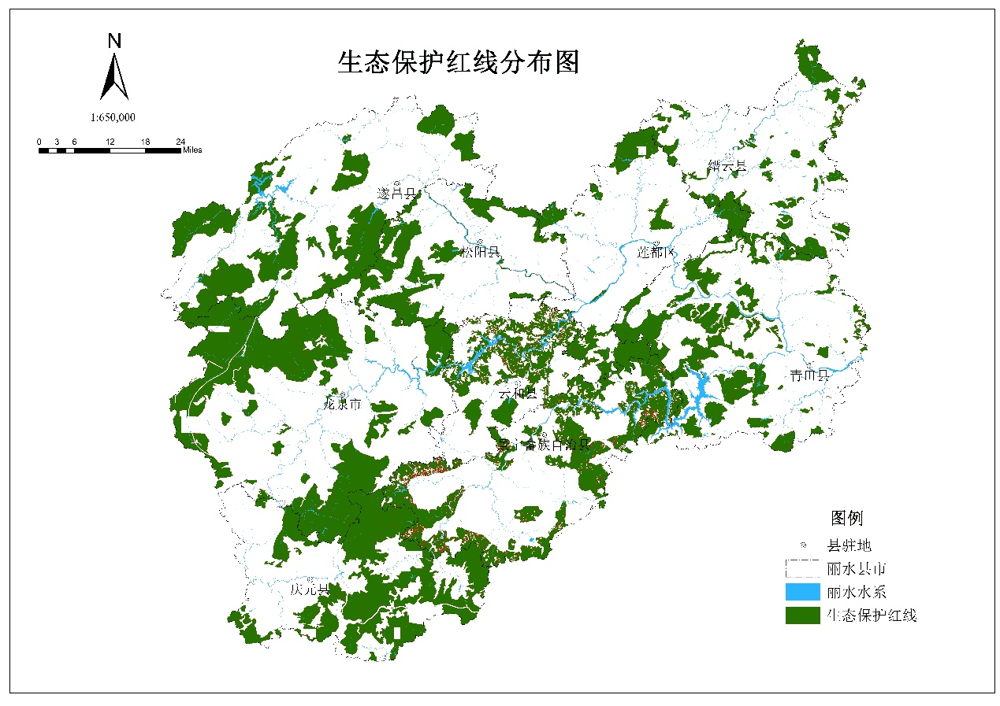 N
生态保护红线分布图
1:650,000
0 3 6 12 18 24
Miles
缙云县
遂昌县
松阳县
莲都区
青田县
云和县
龙泉市
景宁畲族自治县
庆元县
图例
县驻地
丽水县市
丽水水系
生态保护红线